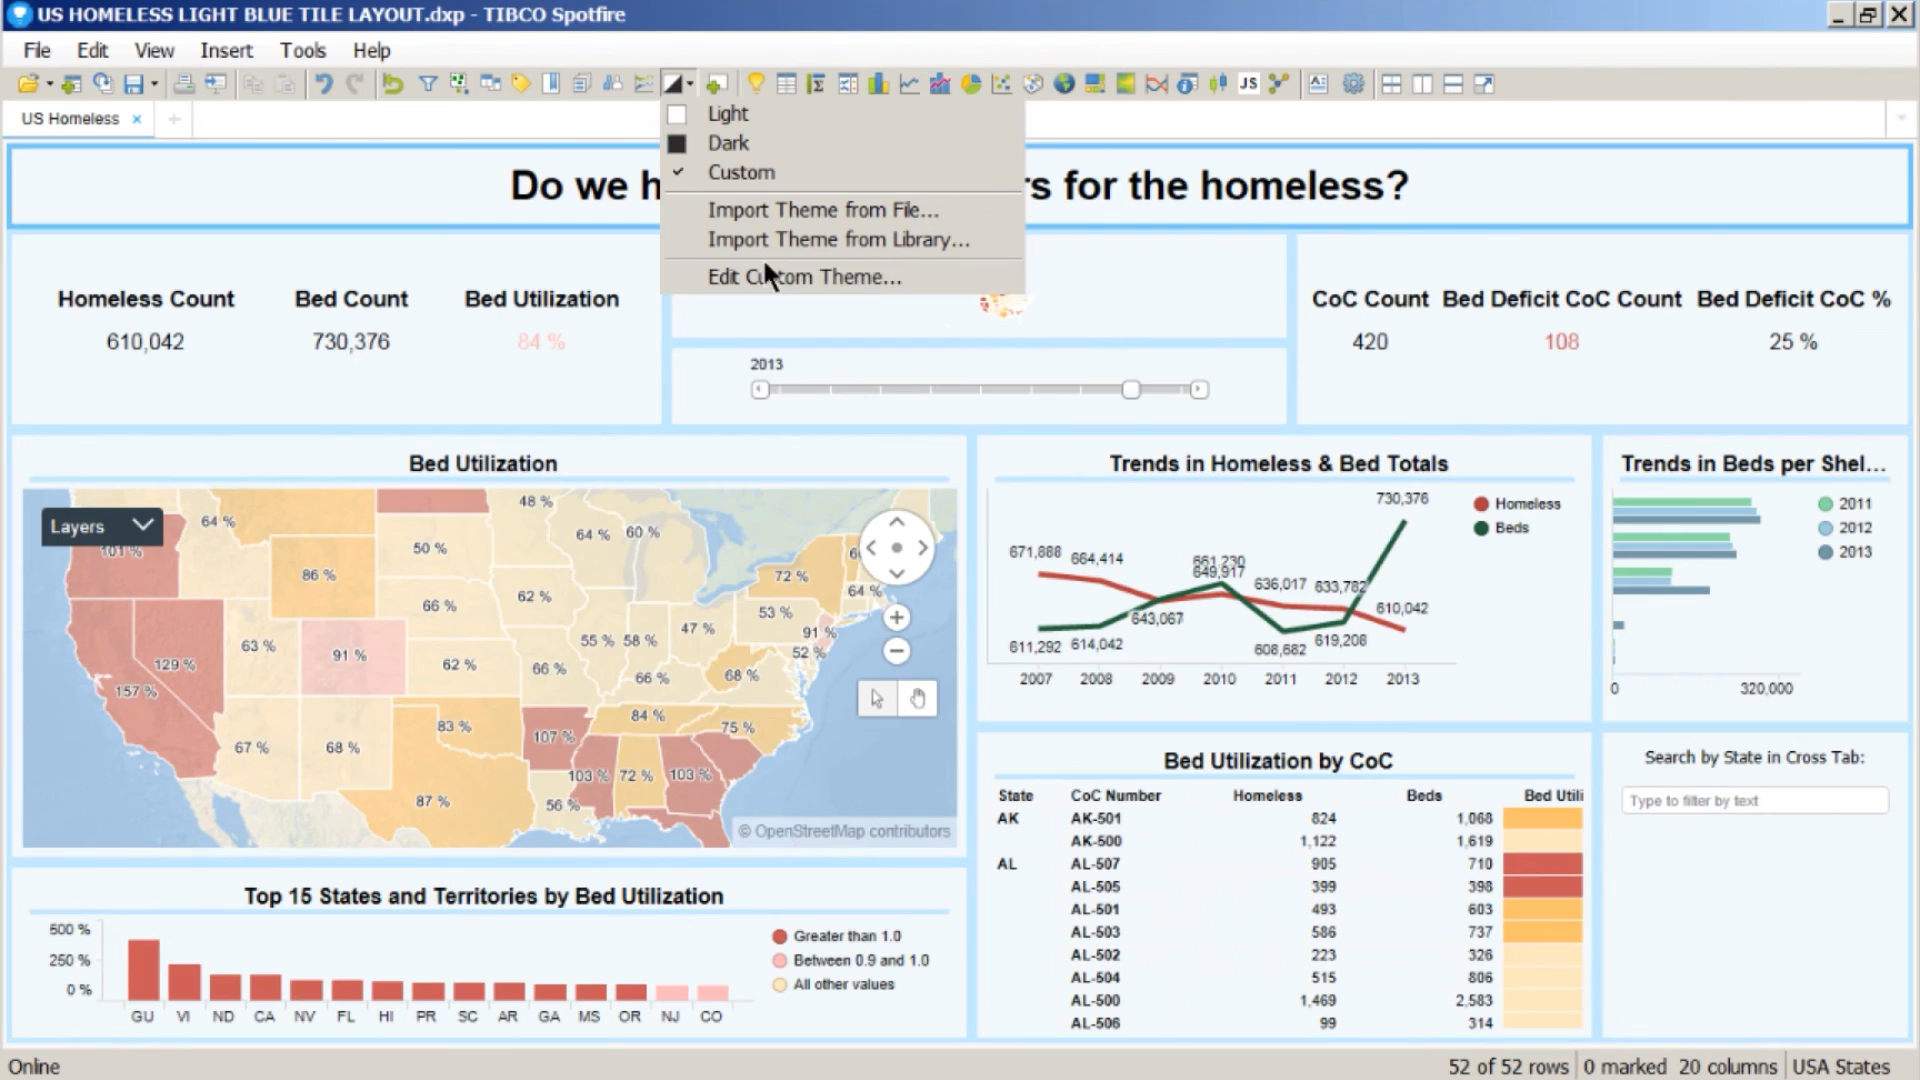 US HOMELESS LIGHT BLUE TILE LAYOUT.dxp - TIBCO Spotfire
File Edit View Insert Tools Help
JS
US Homeless
Light
Dark
Custom
Import Theme from File...
Import Theme from Library...
Edit Custom Theme...
Do we h rs for the homeless?
Homeless Count Bed Count Bed Utilization
610,042 730,376 84 %
2013
CoC Count Bed Deficit CoC Count Bed Deficit CoC %
420 108 25 %
Bed Utilization
Layers
64 %
48 %
64 % 60 %
101 %
50 %
86 %
72 %
64 %
66 %
62 %
53 %
91 %
63 %
91 %
55 % 58 %
47 %
52 %
129 %
62 %
66 %
66 %
68 %
157 %
84 %
75 %
83 %
107 %
67 %
68 %
103 %
72 %
103 %
87 %
56 %
© OpenStreetMap contributors
Trends in Homeless & Bed Totals
730,376
Homeless
Beds
671,888 664,414 661,230
649,917 636,017 633,782 610,042
611,292 614,042 643,067 608,682 619,208
2007 2008 2009 2010 2011 2012 2013
Trends in Beds per Shel...
2011
2012
2013
0 320,000
Top 15 States and Territories by Bed Utilization
500 %
250 %
0 %
GU VI ND CA NV FL HI PR SC AR GA MS OR NJ CO
Greater than 1.0
Between 0.9 and 1.0
All other values
Bed Utilization by CoC
State CoC Number Homeless Beds Bed Utili
AK AK-501 824 1,068
AK-500 1,122 1,619
AL AL-507 905 710
AL-505 399 398
AL-501 493 603
AL-503 586 737
AL-502 223 326
AL-504 515 806
AL-500 1,469 2,583
AL-506 99 314
Search by State in Cross Tab:
Type to filter by text
Online
52 of 52 rows 0 marked 20 columns USA States